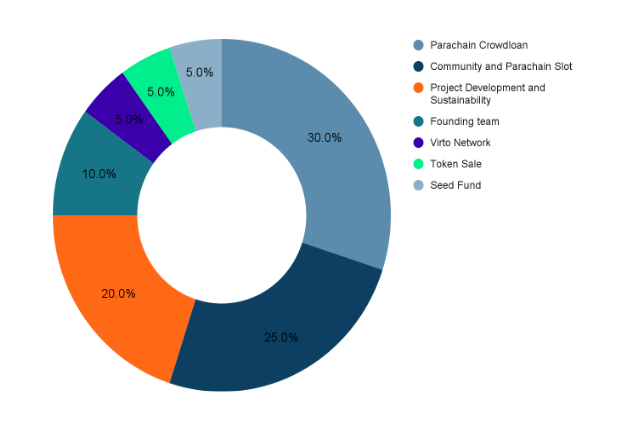 5.0%
5.0%
5.0%
10.0%
20.0%
25.0%
30.0%
Parachain Crowdloan
Community and Parachain Slot
Project Development and
Sustainability
Founding team
Virto Network
Token Sale
Seed Fund